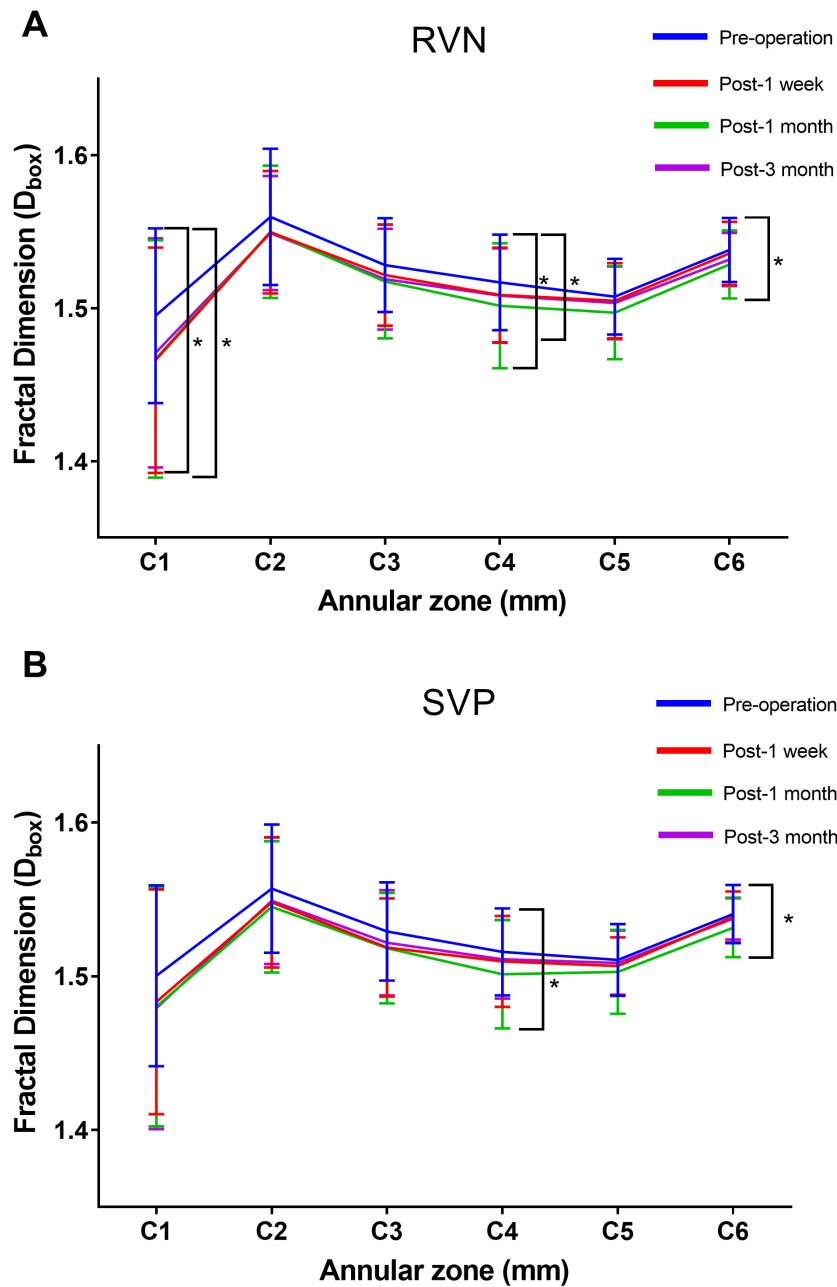 A
RVN
Pre-operation
Post-1 week
Post-1 month
Post-3 month
Fractal Dimension (Dbox)
1.6
1.5
1.4
* *
* *
*
C1 C2 C3 C4 C5 C6
Annular zone (mm)
B
SVP
Pre-operation
Post-1 week
Post-1 month
Post-3 month
Fractal Dimension (Dbox)
1.6
1.5
1.4
*
*
C1 C2 C3 C4 C5 C6
Annular zone (mm)